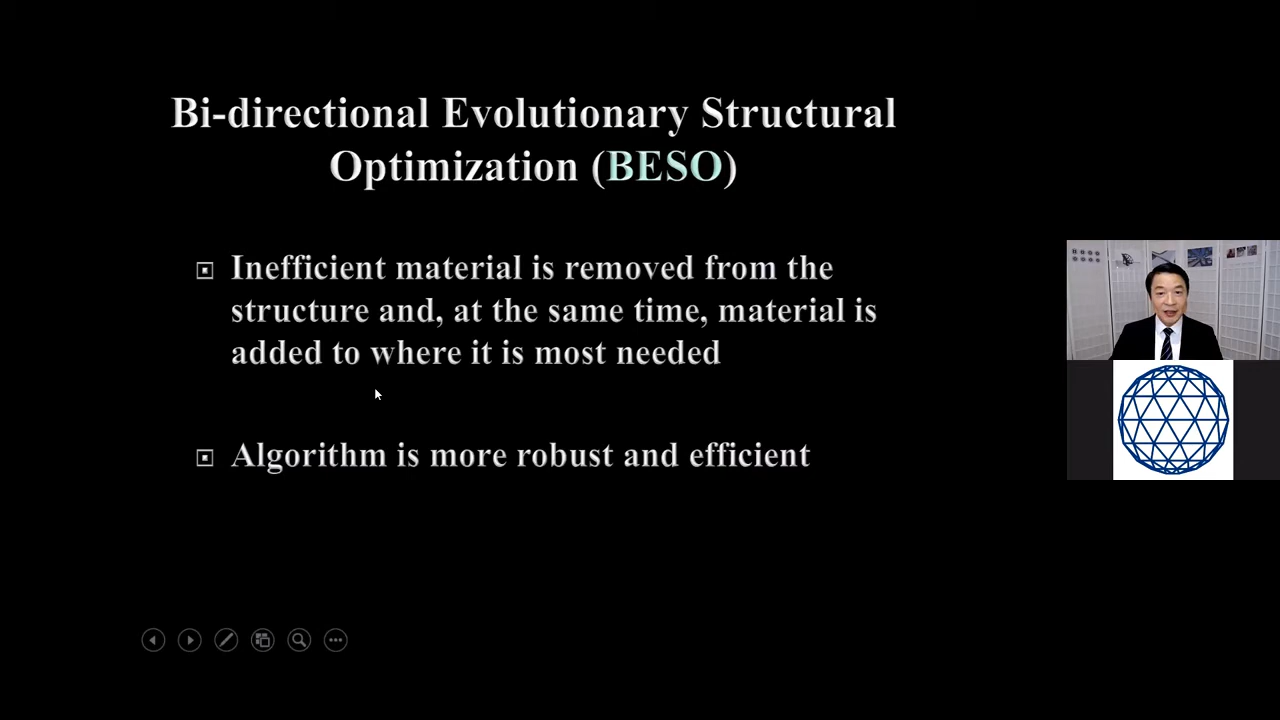 Bi-directional Evolutionary Structural
Optimization (BESO)
Inefficient material is removed from the
structure and, at the same time, material is
added to where it is most needed
Algorithm is more robust and efficient